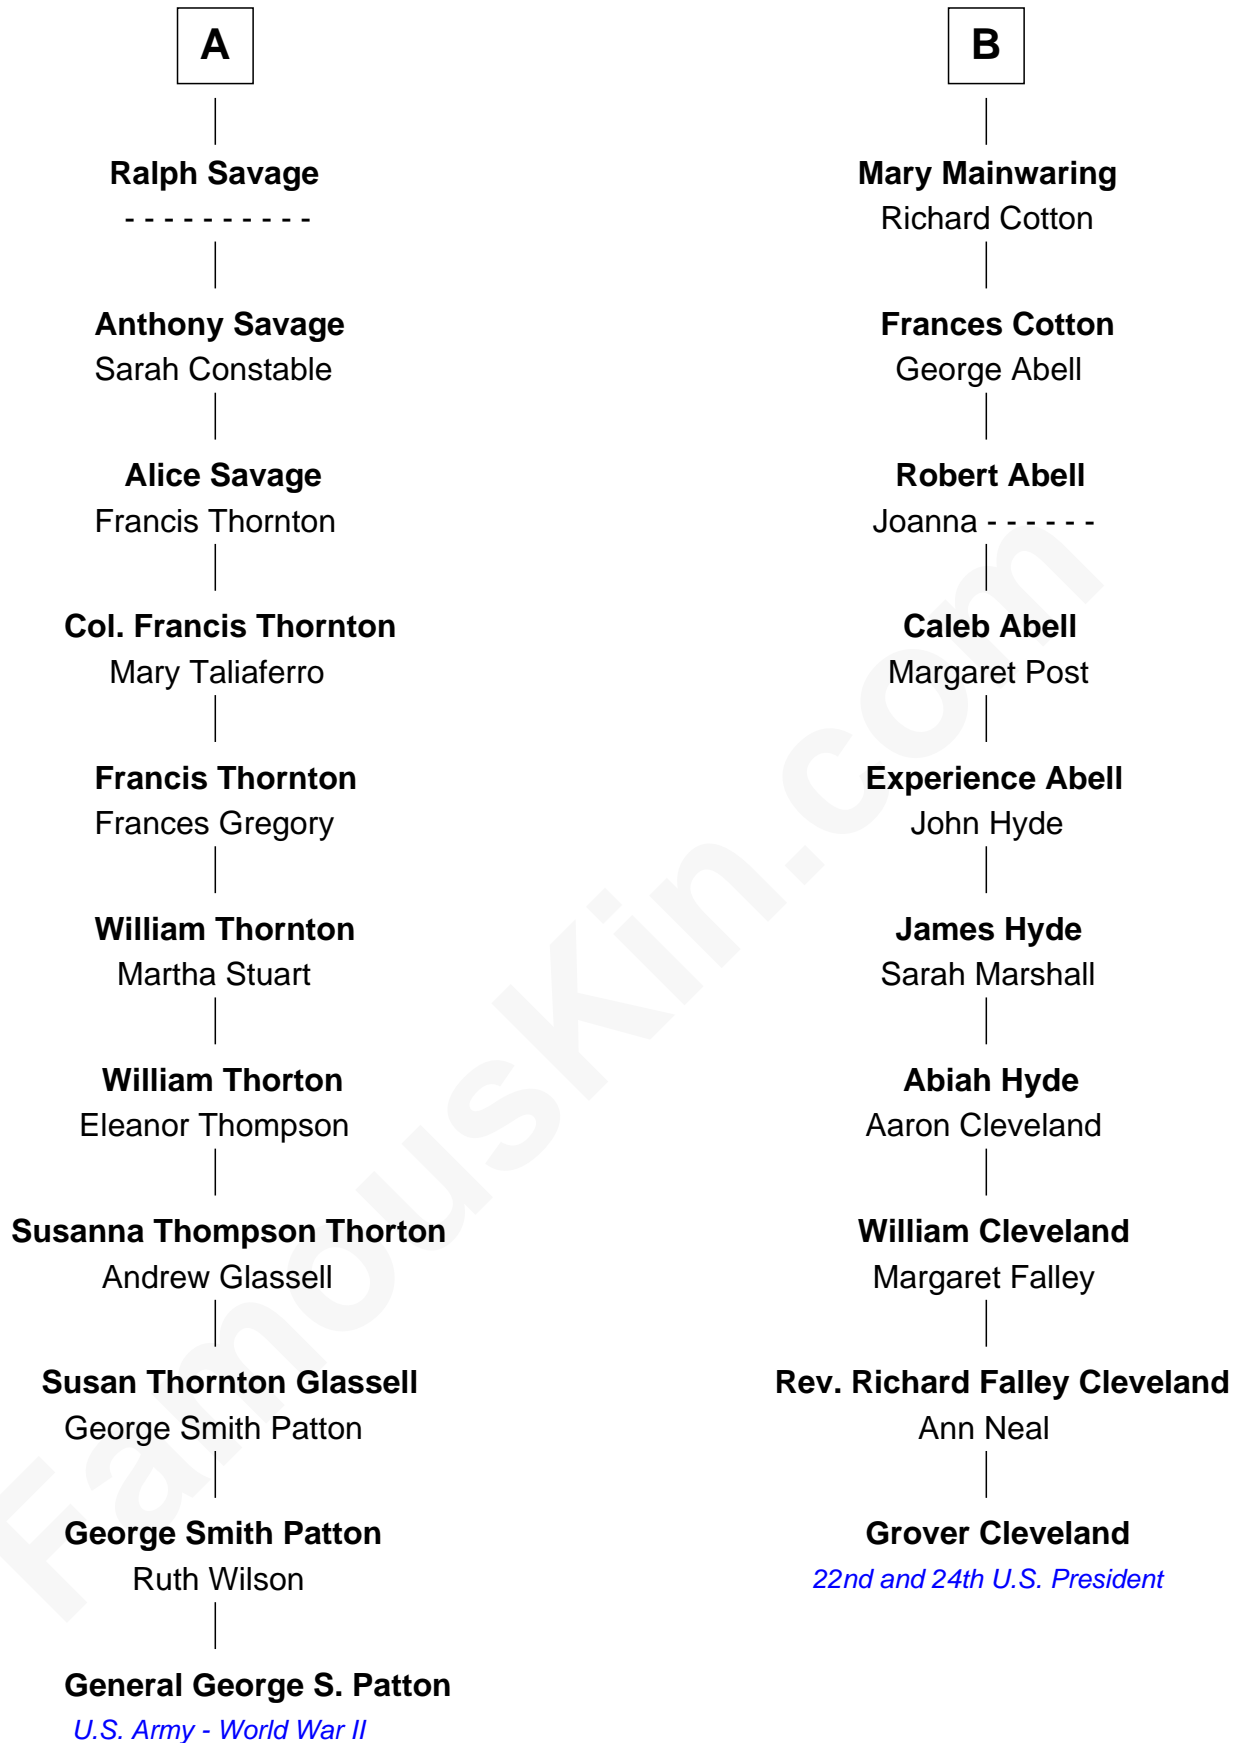 A
Ralph Savage
- - - - - - - - - -
Anthony Savage
Sarah Constable
Alice Savage
Francis Thornton
Col. Francis Thornton
Mary Taliaferro
Francis Thornton
Frances Gregory
William Thornton
Martha Stuart
William Thorton
Eleanor Thompson
Susanna Thompson Thorton
Andrew Glassell
Susan Thornton Glassell
George Smith Patton
George Smith Patton
Ruth Wilson
General George S. Patton
U.S. Army - World War II
B
Mary Mainwaring
Richard Cotton
Frances Cotton
George Abell
Robert Abell
Joanna - - - - - -
Caleb Abell
Margaret Post
Experience Abell
John Hyde
James Hyde
Sarah Marshall
Abiah Hyde
Aaron Cleveland
William Cleveland
Margaret Falley
Rev. Richard Falley Cleveland
Ann Neal
Grover Cleveland
22nd and 24th U.S. President
FamousKin.com